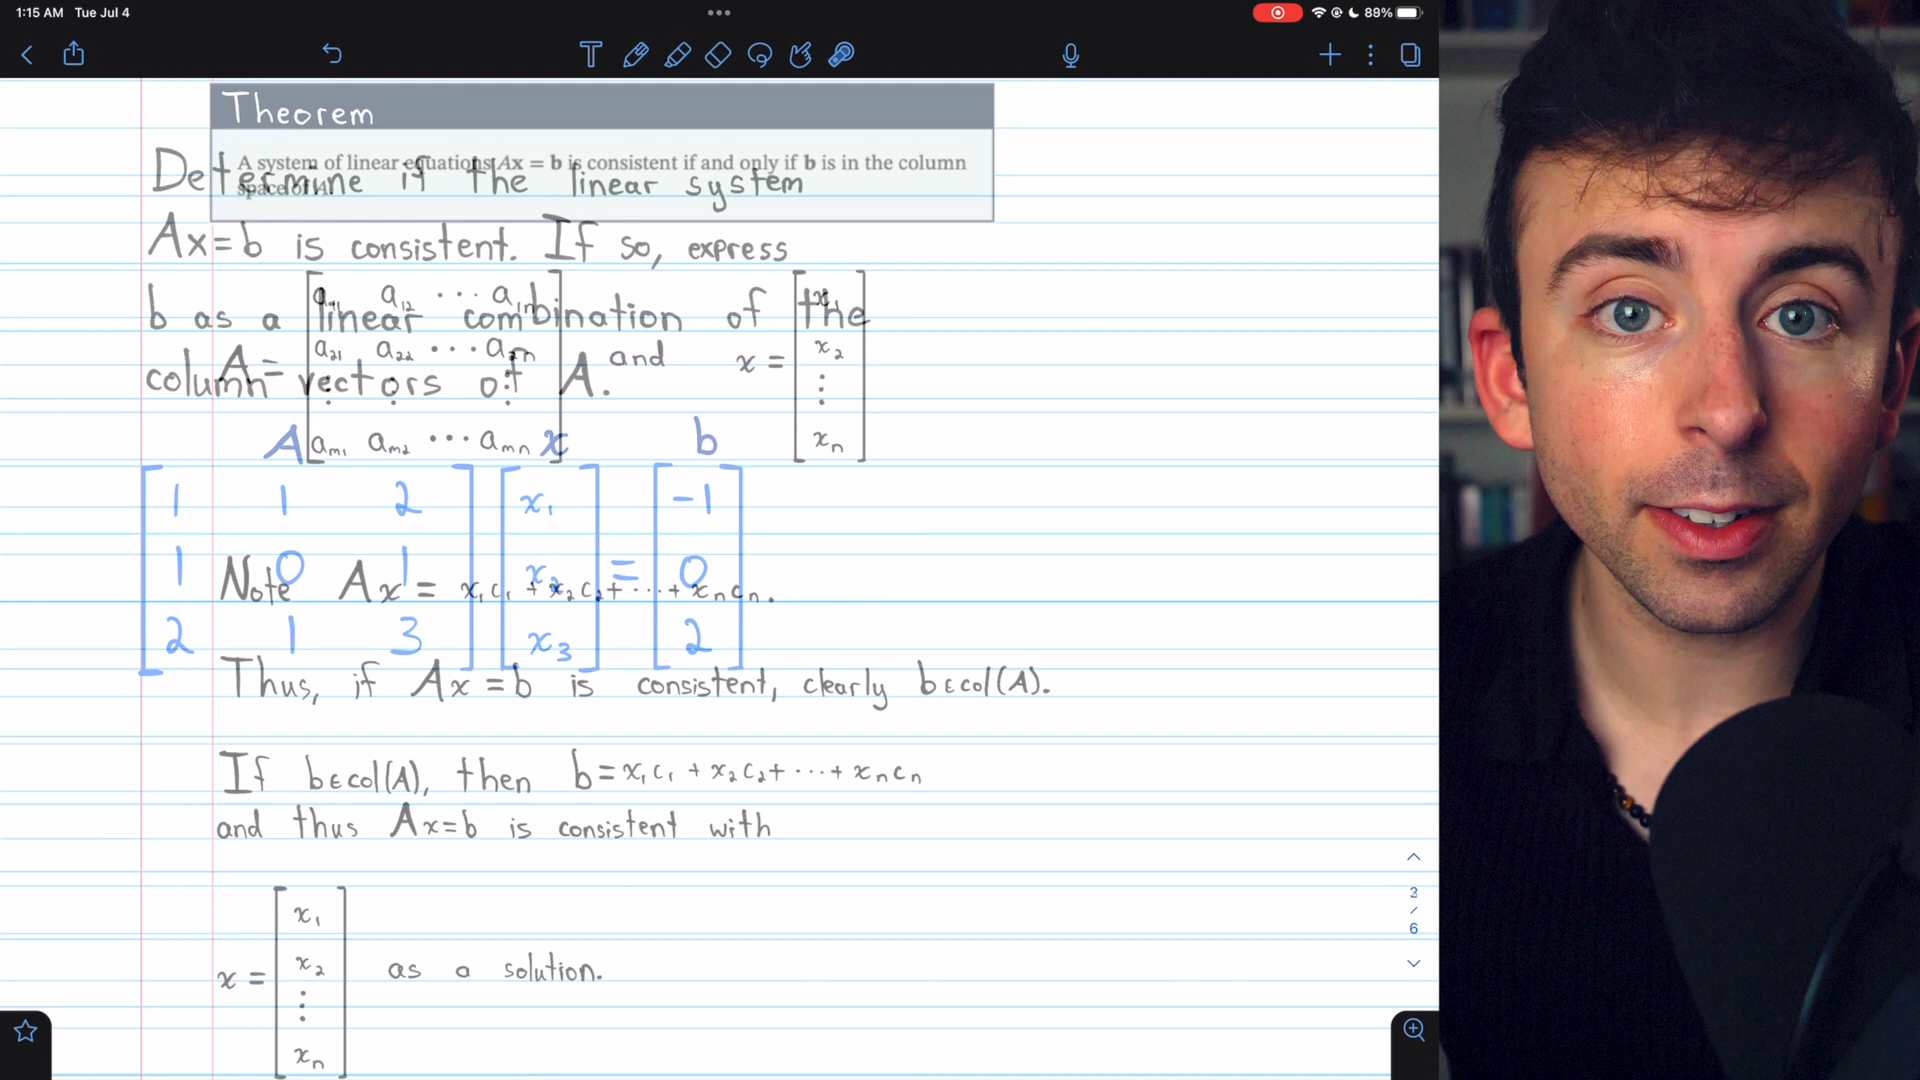 1:15 AM Tue Jul 4
88%
Theorem
A system of linear equations Ax = b is consistent if and only if b is in the column
space of A.
Determine if the linear system
Ax=b is consistent. If so, express
b as a linear combination of the
column vectors of A.
A = [a11 a12 ··· a1n
a21 a22 ··· a2n
⋮ ⋮ ⋮
am1 am2 ··· amn]
and x = [x1
x2
⋮
xn]
A x b
[1 1 2] [x1] [-1]
[1 0 1] [x2] = [0]
[2 1 3] [x3] [2]
Note Ax = x1c1 + x2c2+ ··· + xncn.
Thus, if Ax=b is consistent, clearly b∈col(A).
If b∈col(A), then b=x1c1 + x2c2+ ··· + xncn
and thus Ax=b is consistent with
x = [x1
x2
⋮
xn] as a solution.
3
/
6